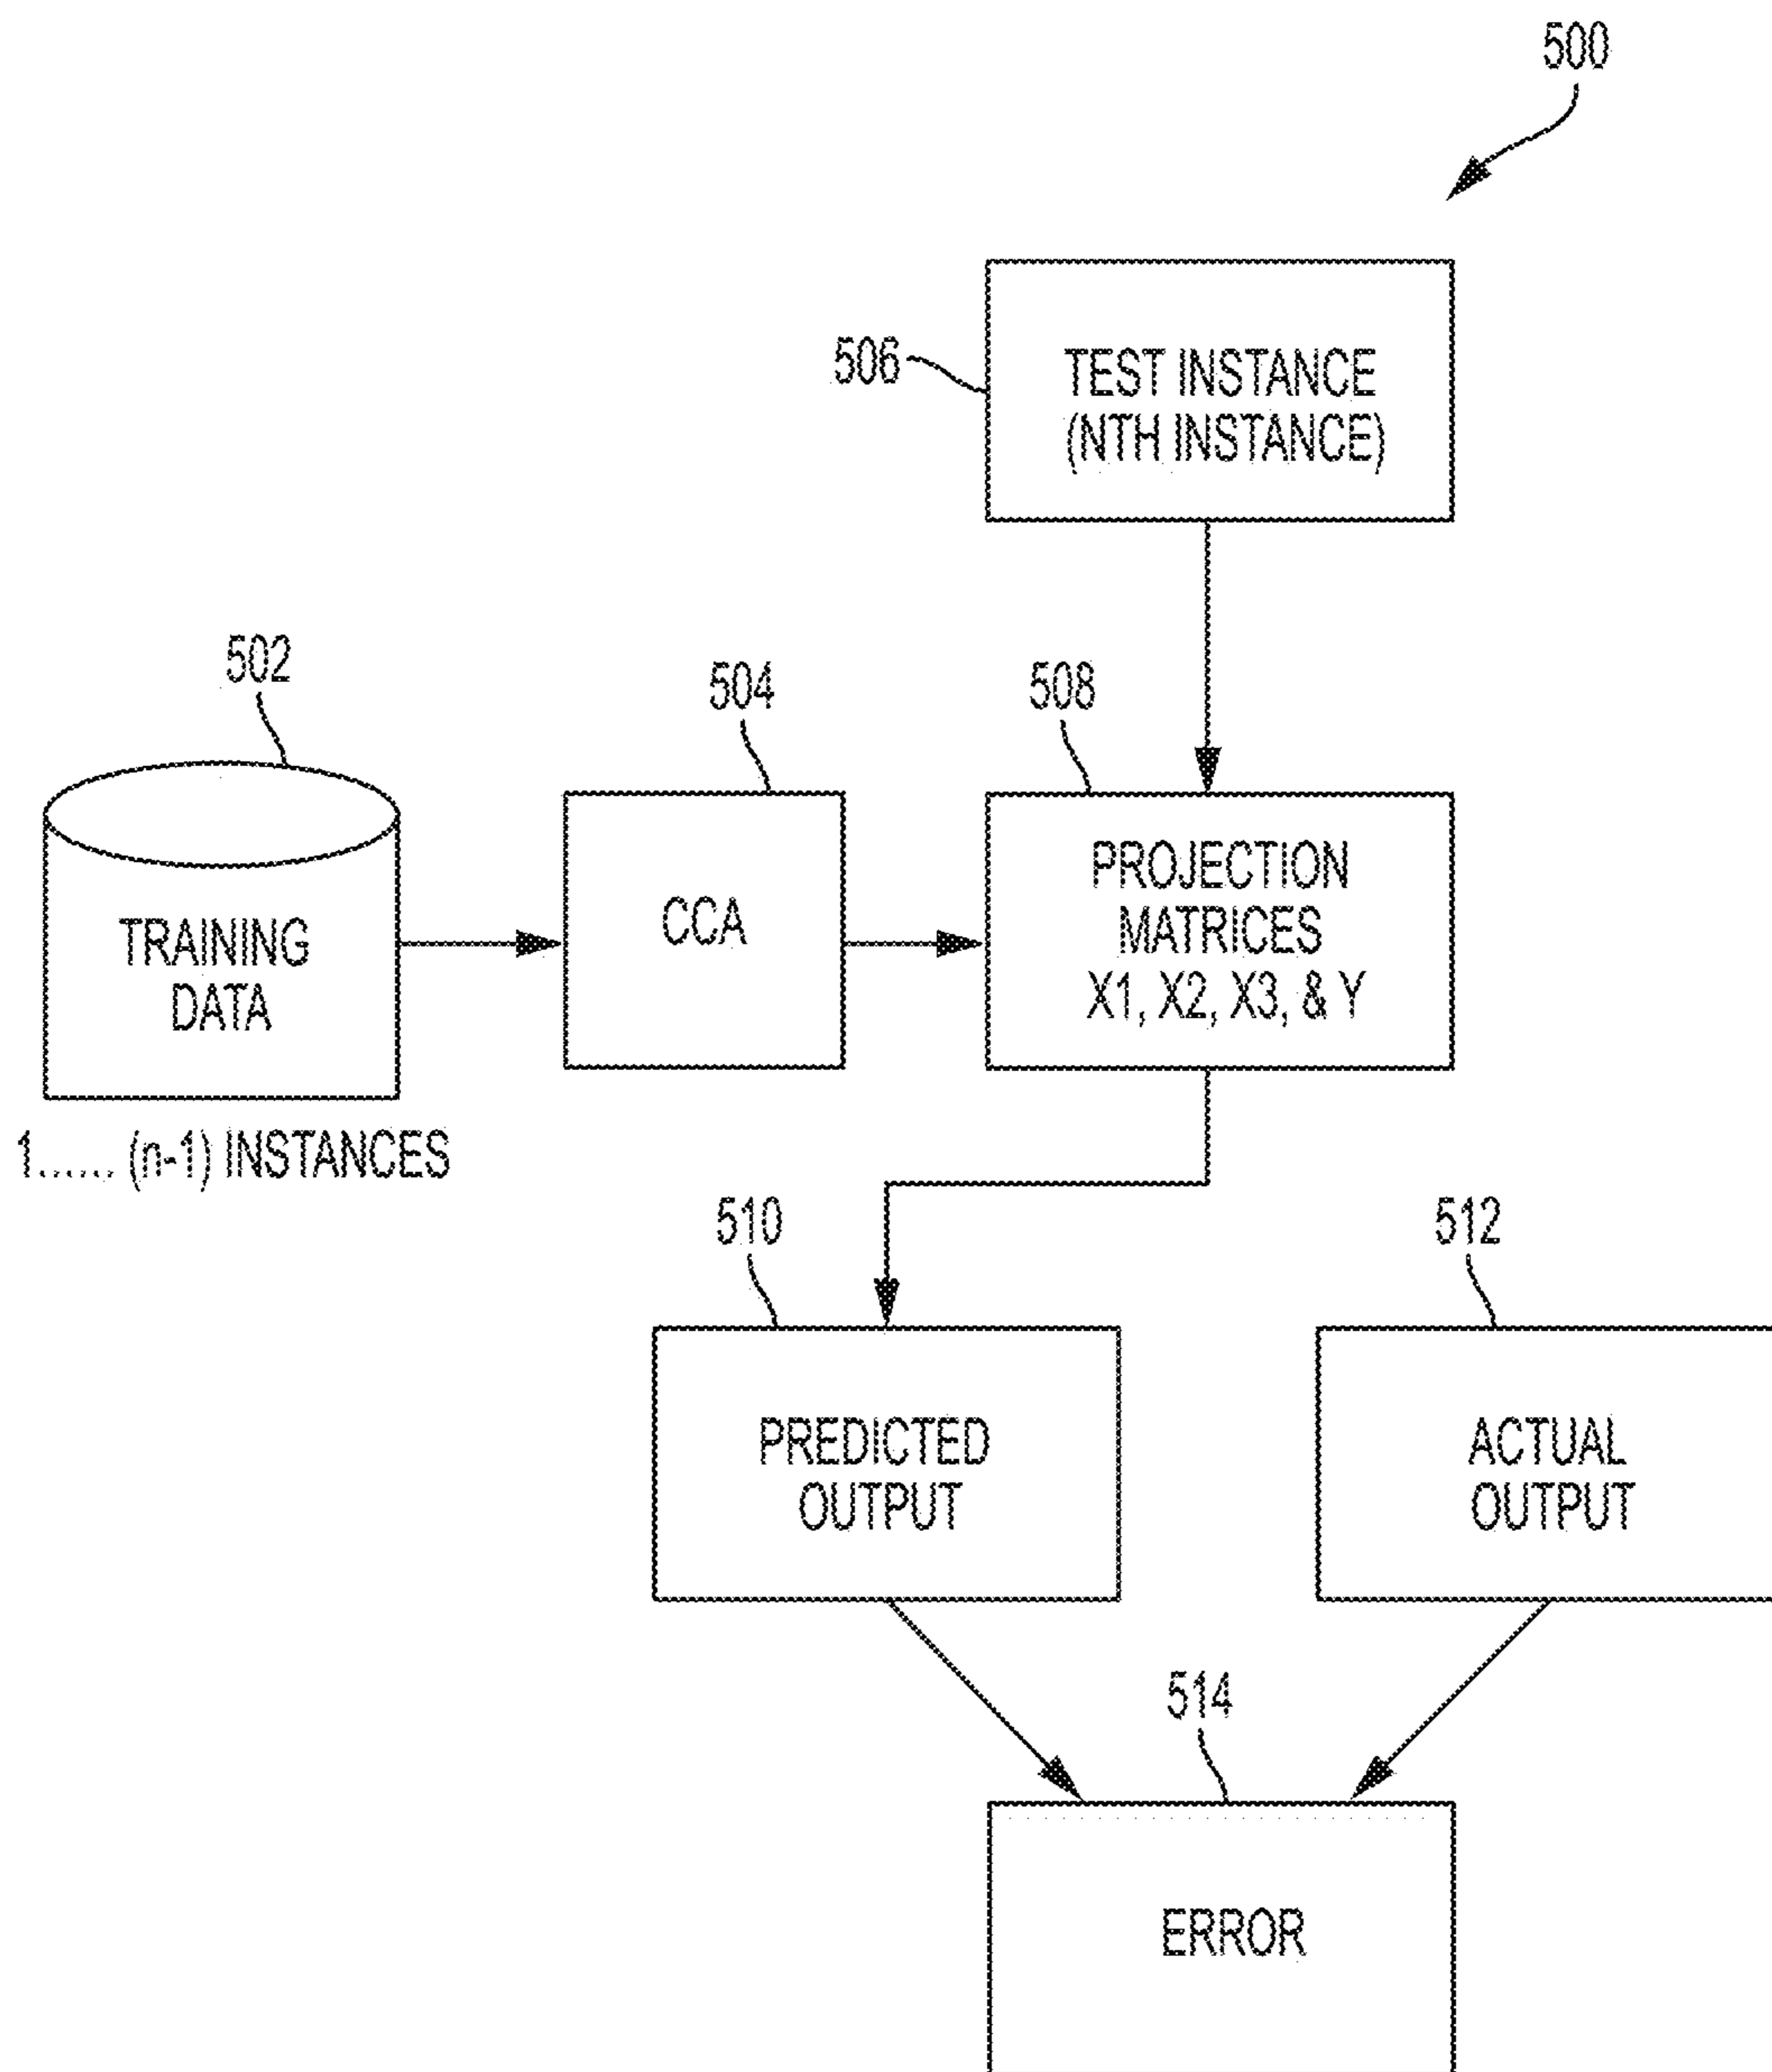 500
506
TEST INSTANCE
(NTH INSTANCE)
502
504
508
TRAINING
DATA
CCA
PROJECTION
MATRICES
X1, X2, X3, & Y
1...... (n-1) INSTANCES
510
512
PREDICTED
OUTPUT
ACTUAL
OUTPUT
514
ERROR